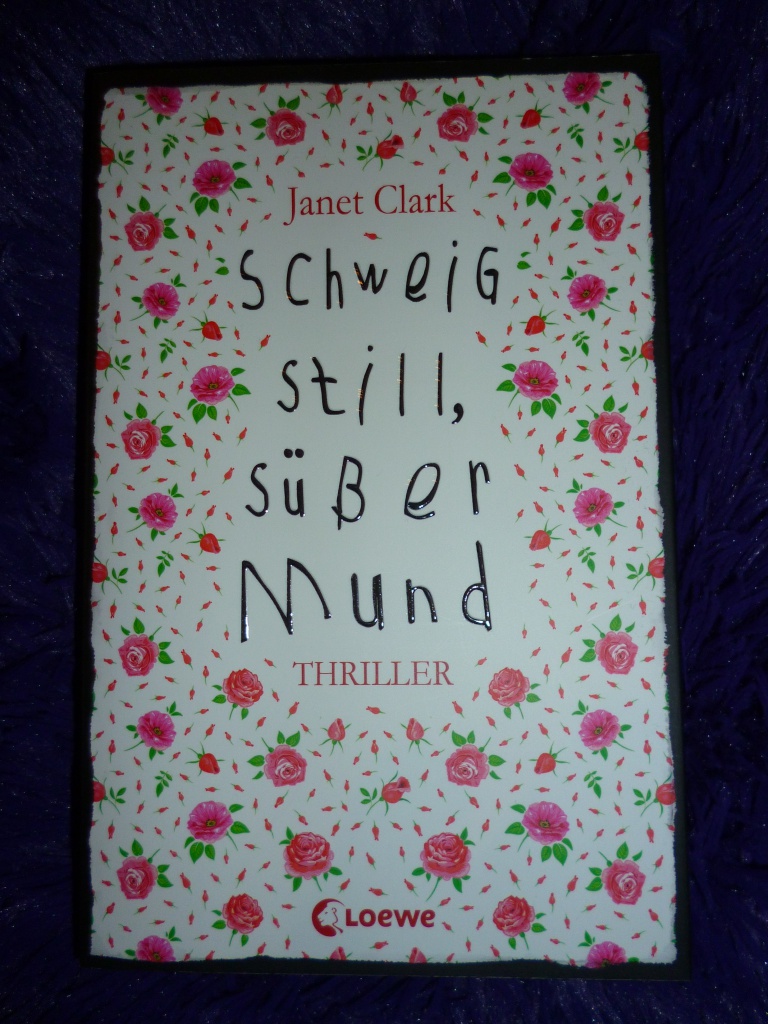 Janet Clark
Schweig
still,
süßer
Mund
THRILLER
Loewe